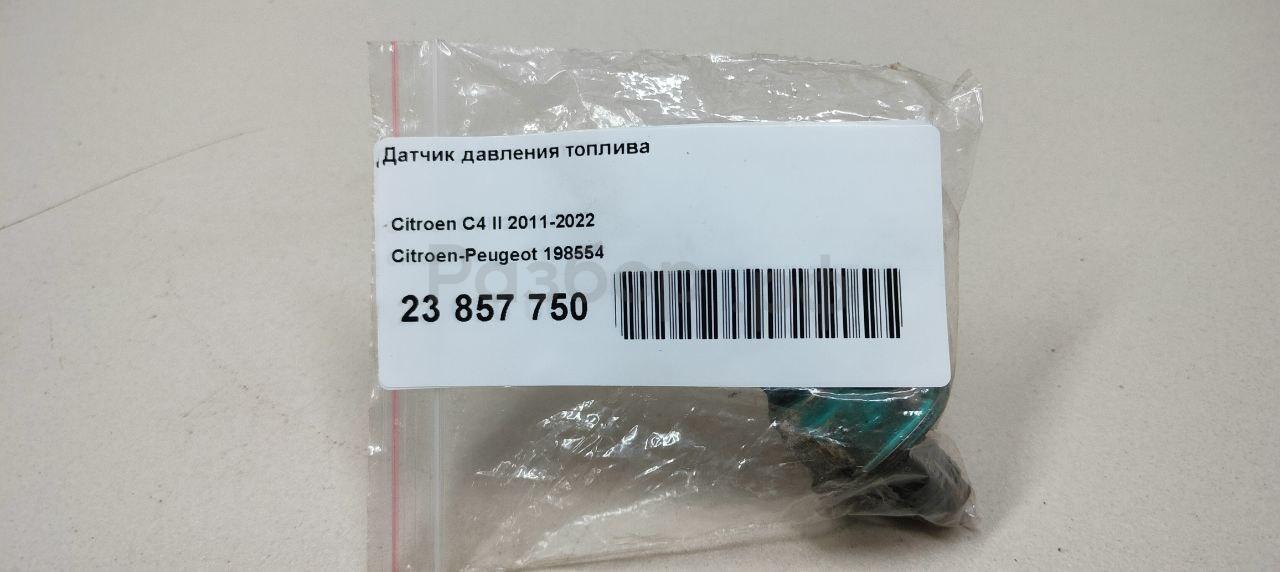 Датчик давления топлива
Citroen C4 II 2011-2022
Citroen-Peugeot 198554
23 857 750